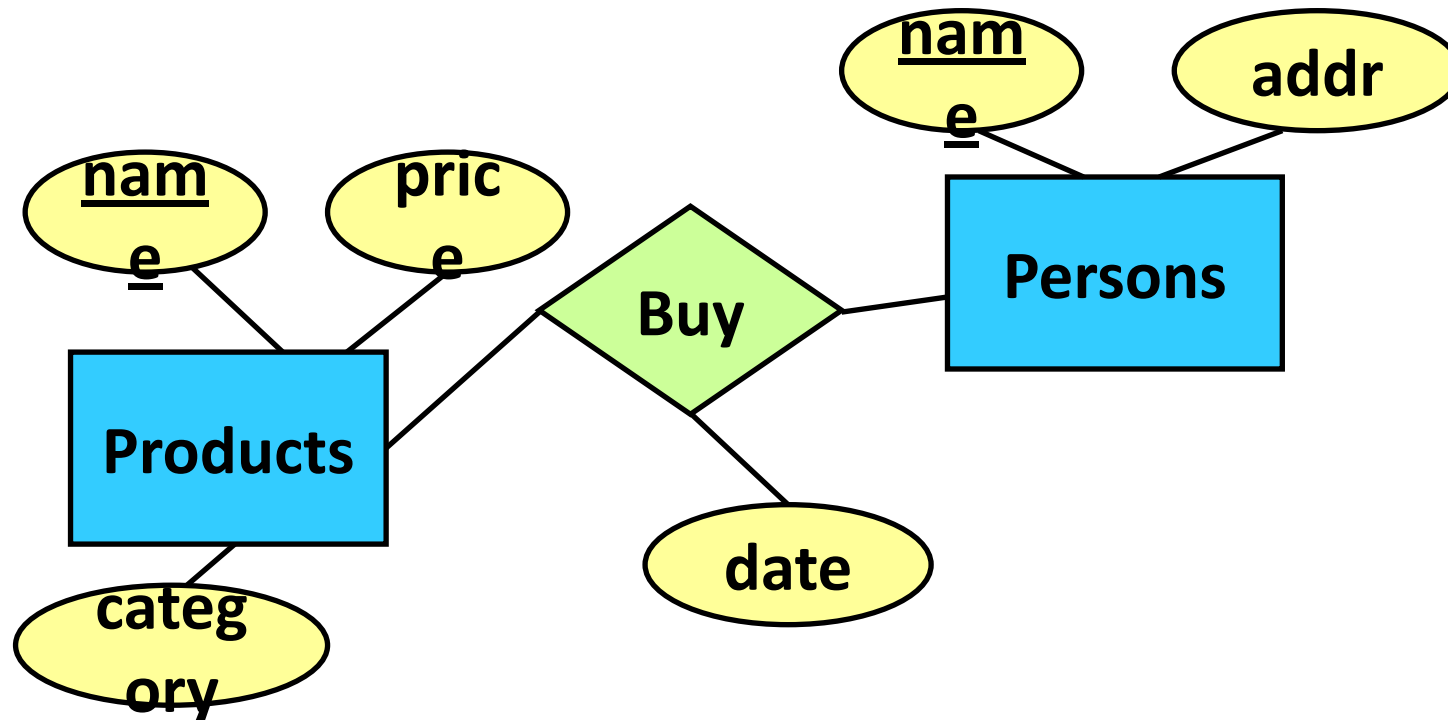 nam
e
addr
nam
e
pric
e
Persons
Buy
Products
date
categ
ory